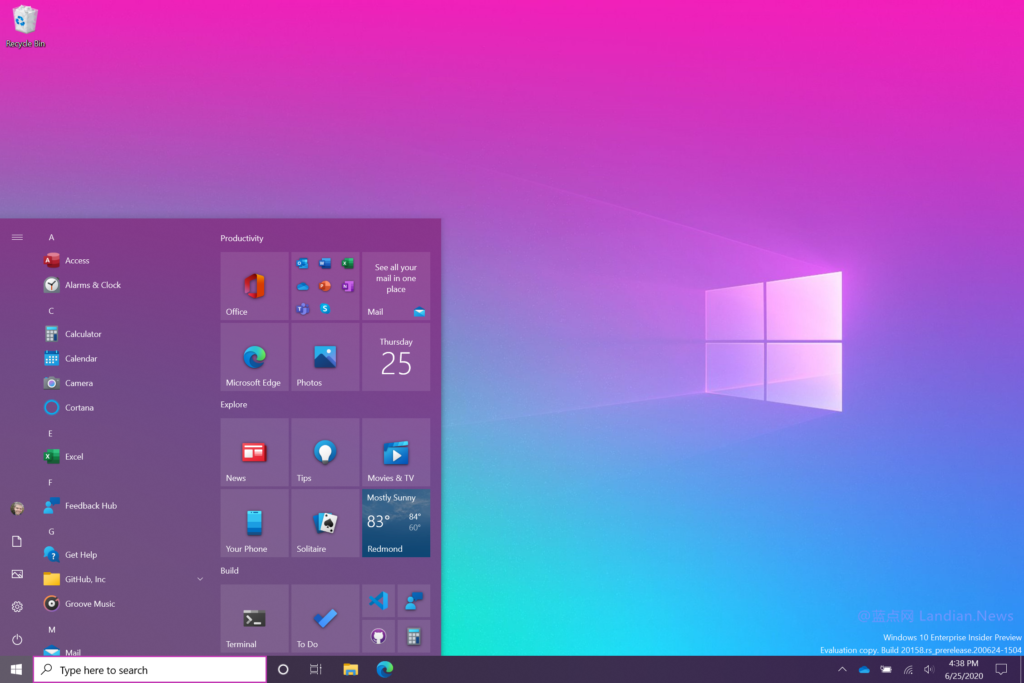 Recycle Bin
A
Access
Alarms & Clock
C
Calculator
Calendar
Camera
Cortana
E
Excel
F
Feedback Hub
G
Get Help
GitHub, Inc
Groove Music
M
Mail
Productivity
Office
See all your
mail in one
place
Mail
Microsoft Edge
Photos
Thursday
25
Explore
News
Tips
Movies & TV
Your Phone
Solitaire
Mostly Sunny
83°
84°
60°
Redmond
Build
Terminal
To Do
@蓝点网 Landian.News
Windows 10 Enterprise Insider Preview
Evaluation copy. Build 20158.rs_prerelease.200624-1504
Type here to search
4:38 PM
6/25/2020